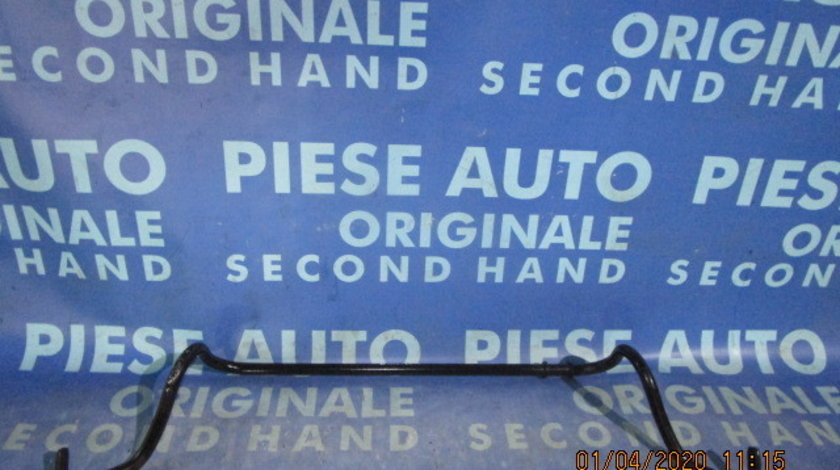 ORIGINALE
SECOND HAND
ORIGINALE
SECOND HA
AUTO
INALE
HAND
PIESE AUTO
ORIGINALE
SECOND HAND
PIES
OR
SECOND
PIESE AUTO
ORIGINALE
SECOND HAND
PIESE AUTO
ORIGINALE
SECOND HAND
01/04/2020 11:15